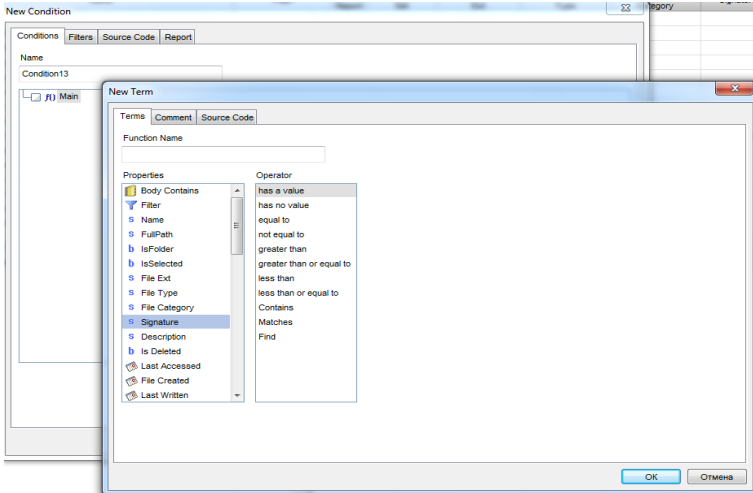 New Condition
tegory
Conditions Filters Source Code Report
Name
Condition13
f() Main
New Term
Terms Comment Source Code
Function Name
Properties Operator
Body Contains has a value
Filter has no value
s Name equal to
s FullPath not equal to
b IsFolder greater than
b IsSelected greater than or equal to
s File Ext less than
s File Type less than or equal to
s File Category Contains
s Signature Matches
s Description Find
b Is Deleted
Last Accessed
File Created
Last Written
OK Отмена